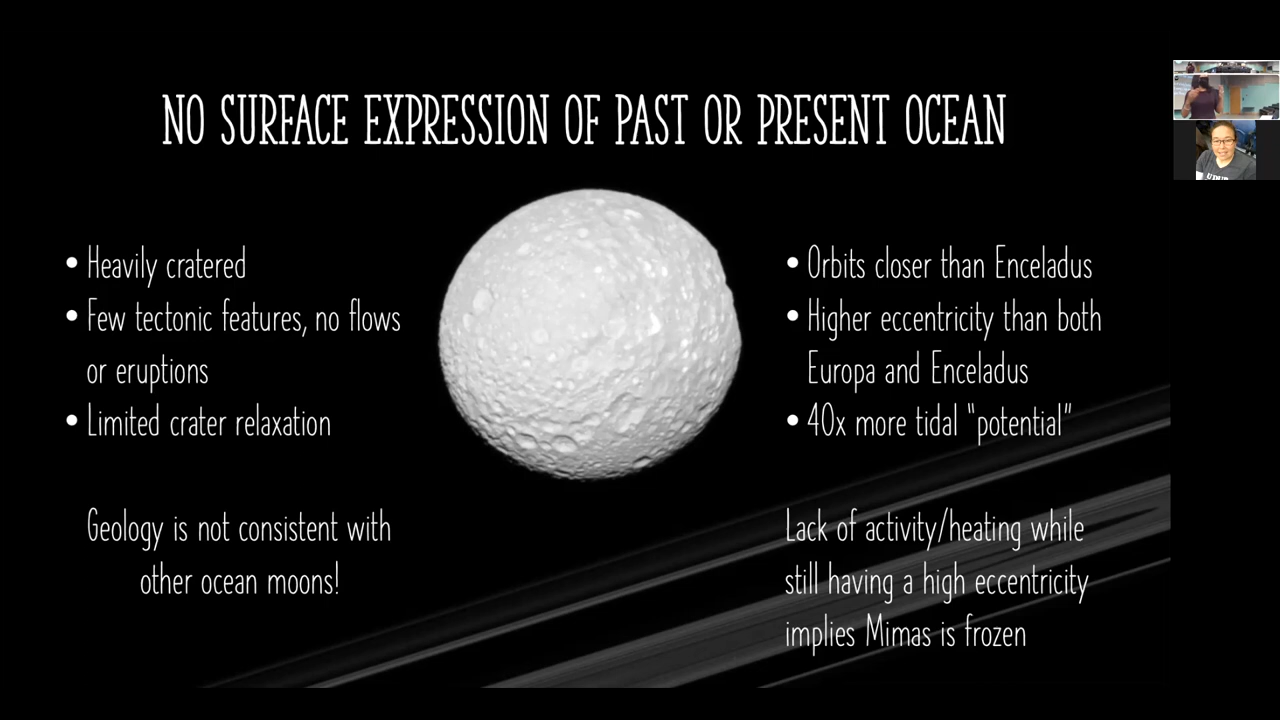 NO SURFACE EXPRESSION OF PAST OR PRESENT OCEAN
• Heavily cratered
• Few tectonic features, no flows
or eruptions
• Limited crater relaxation
Geology is not consistent with
other ocean moons!
• Orbits closer than Enceladus
• Higher eccentricity than both
Europa and Enceladus
• 40x more tidal "potential"
Lack of activity/heating while
still having a high eccentricity
implies Mimas is frozen